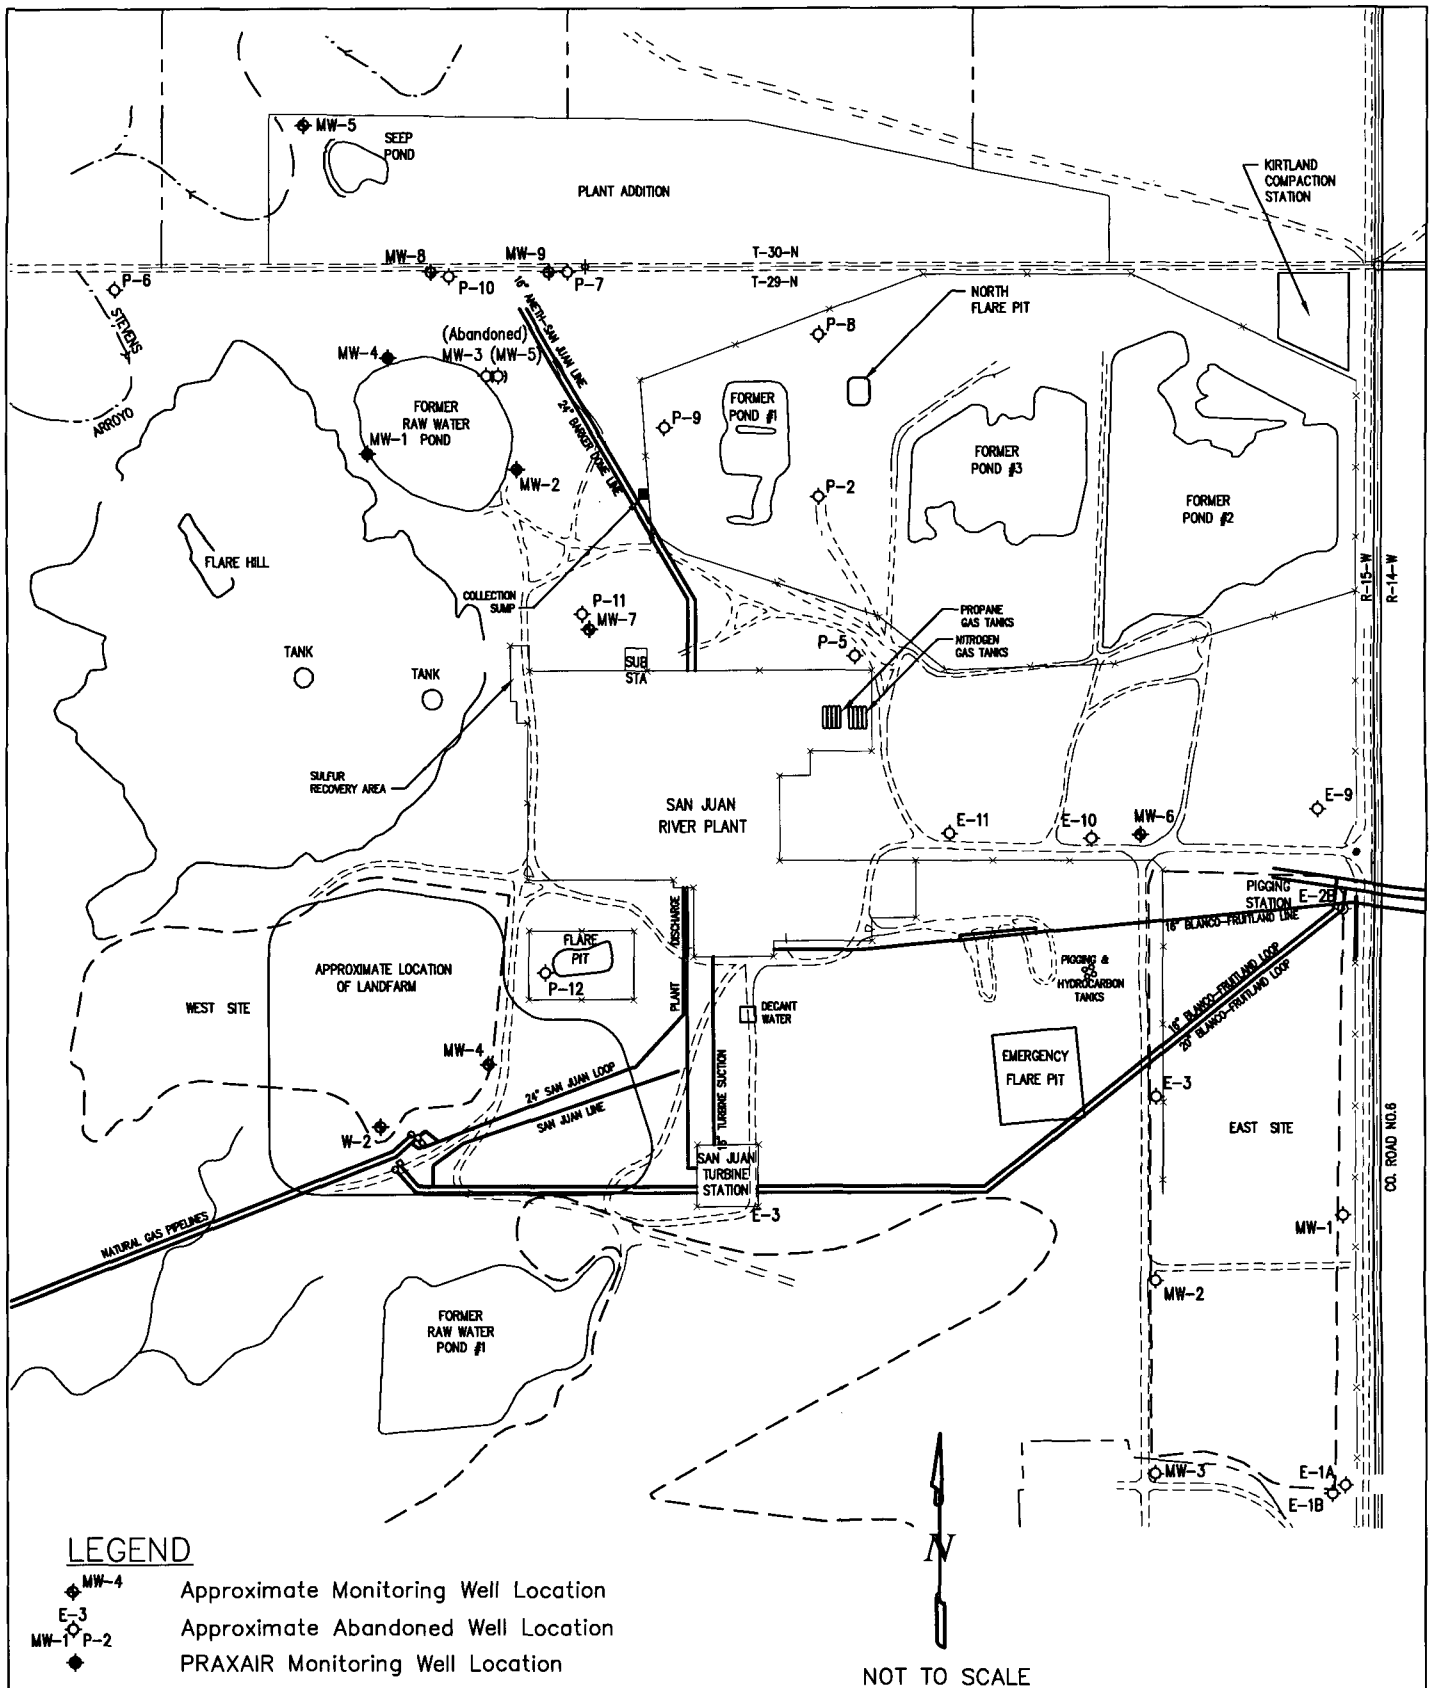 MW-5
SEEP
POND
PLANT ADDITION
KIRTLAND
COMPACTION
STATION
MW-8
MW-9
T-30-N
T-29-N
P-6
P-10
P-7
STEVENS
ARROYO
NORTH
FLARE PIT
P-8
(Abandoned)
MW-3 (MW-5)
MW-4
16" ANETH-SAN JUAN LINE
24" BARKER DOME LINE
FORMER
RAW WATER
POND
MW-1
MW-2
P-9
FORMER
POND #1
P-2
FORMER
POND #3
FORMER
POND #2
FLARE HILL
COLLECTION
SUMP
P-11
MW-7
R-15-W
R-14-W
PROPANE
GAS TANKS
NITROGEN
GAS TANKS
P-5
SUB
STA
TANK
TANK
SULFUR
RECOVERY AREA
SAN JUAN
RIVER PLANT
E-11
E-10
MW-6
E-9
PIGGING
STATION
E-2B
16" BLANCO-FRUITLAND LINE
FLARE
PIT
P-12
PLANT DISCHARGE
APPROXIMATE LOCATION
OF LANDFARM
WEST SITE
DECANT
WATER
PIGGING &
HYDROCARBON
TANKS
16" BLANCO-FRUITLAND LOOP
20" BLANCO-FRUITLAND LOOP
EMERGENCY
FLARE PIT
MW-4
24" SAN JUAN LOOP
SAN JUAN LINE
TURBINE SUCTION
E-3
EAST SITE
CO. ROAD NO.6
W-2
SAN JUAN
TURBINE
STATION
E-3
NATURAL GAS PIPELINES
MW-1
MW-2
FORMER
RAW WATER
POND #1
MW-3
E-1A
E-1B
N
LEGEND
MW-4 Approximate Monitoring Well Location
E-3
MW-1 P-2 Approximate Abandoned Well Location
PRAXAIR Monitoring Well Location
NOT TO SCALE